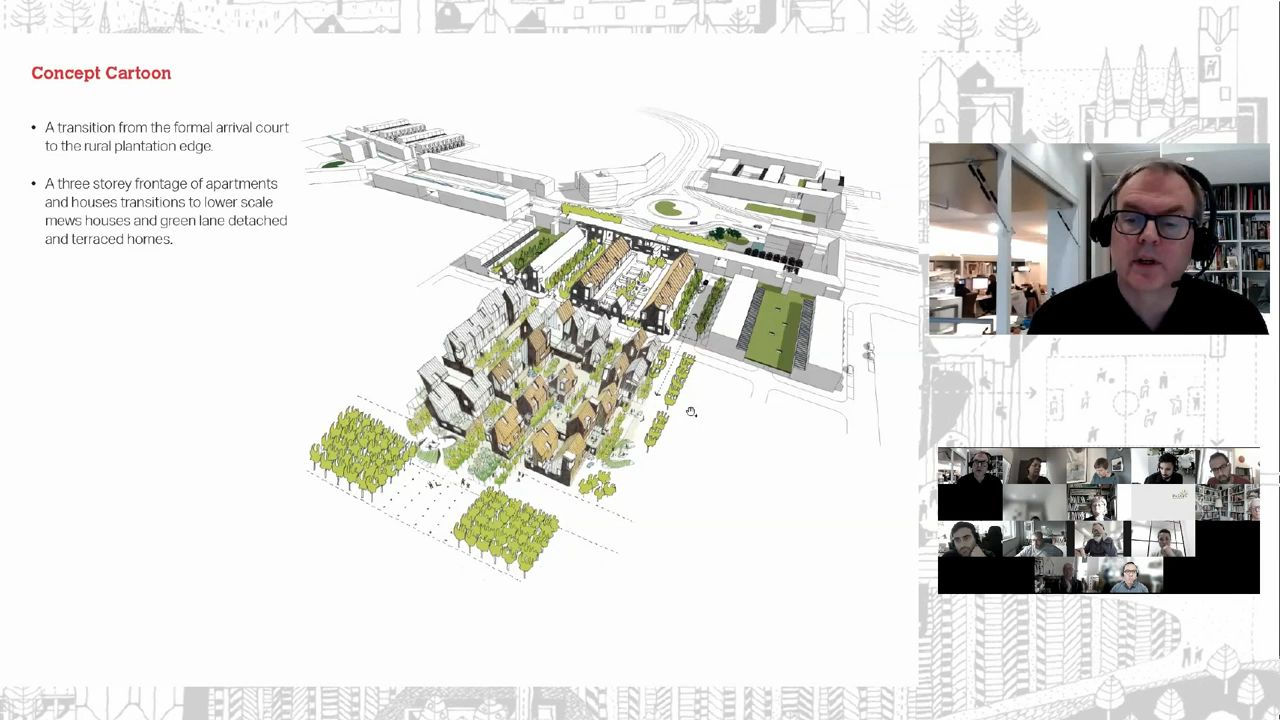 Concept Cartoon
• A transition from the formal arrival court
to the rural plantation edge.
• A three storey frontage of apartments
and houses transitions to lower scale
mews houses and green lane detached
and terraced homes.